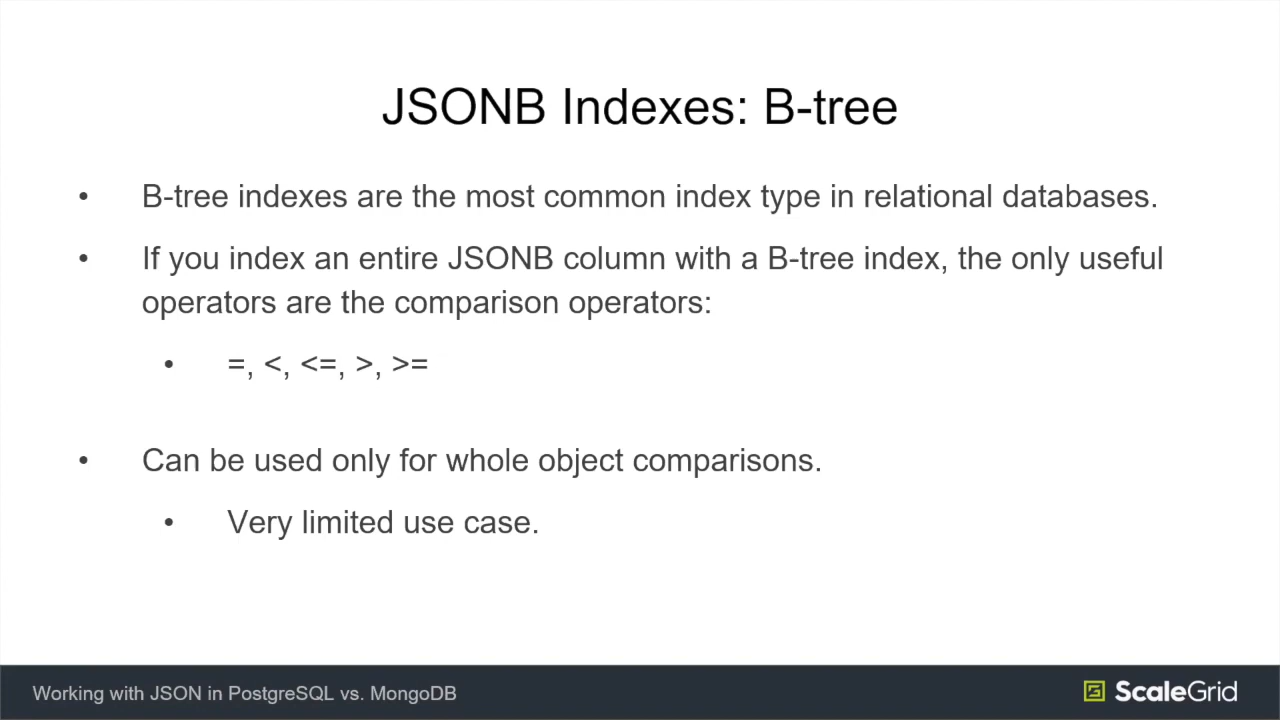 JSONB Indexes: B-tree
• B-tree indexes are the most common index type in relational databases.
• If you index an entire JSONB column with a B-tree index, the only useful
operators are the comparison operators:
• =, <, <=, >, >=
• Can be used only for whole object comparisons.
• Very limited use case.
Working with JSON in PostgreSQL vs. MongoDB
ScaleGrid